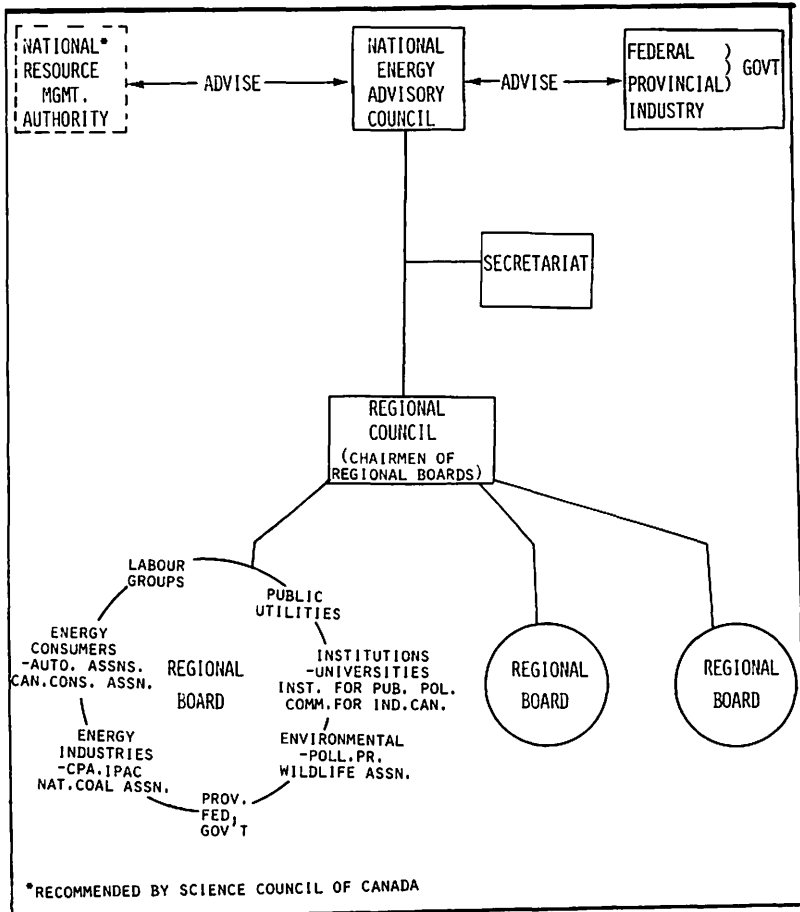 NATIONAL*
RESOURCE
MGMT.
AUTHORITY
ADVISE
NATIONAL
ENERGY
ADVISORY
COUNCIL
ADVISE
FEDERAL } GOVT
PROVINCIAL)
INDUSTRY
SECRETARIAT
REGIONAL
COUNCIL
(CHAIRMEN OF
REGIONAL BOARDS)
LABOUR
GROUPS
PUBLIC
UTILITIES
ENERGY
CONSUMERS
-AUTO. ASSNS.
CAN.CONS. ASSN.
REGIONAL
BOARD
INSTITUTIONS
-UNIVERSITIES
INST. FOR PUB. POL.
COMM.FOR IND.CAN.
ENERGY
INDUSTRIES
-CPA.IPAC
NAT.COAL ASSN.
ENVIRONMENTAL
-POLL.PR.
WILDLIFE ASSN.
PROV.
FED,
GOV'T
REGIONAL
BOARD
REGIONAL
BOARD
*RECOMMENDED BY SCIENCE COUNCIL OF CANADA